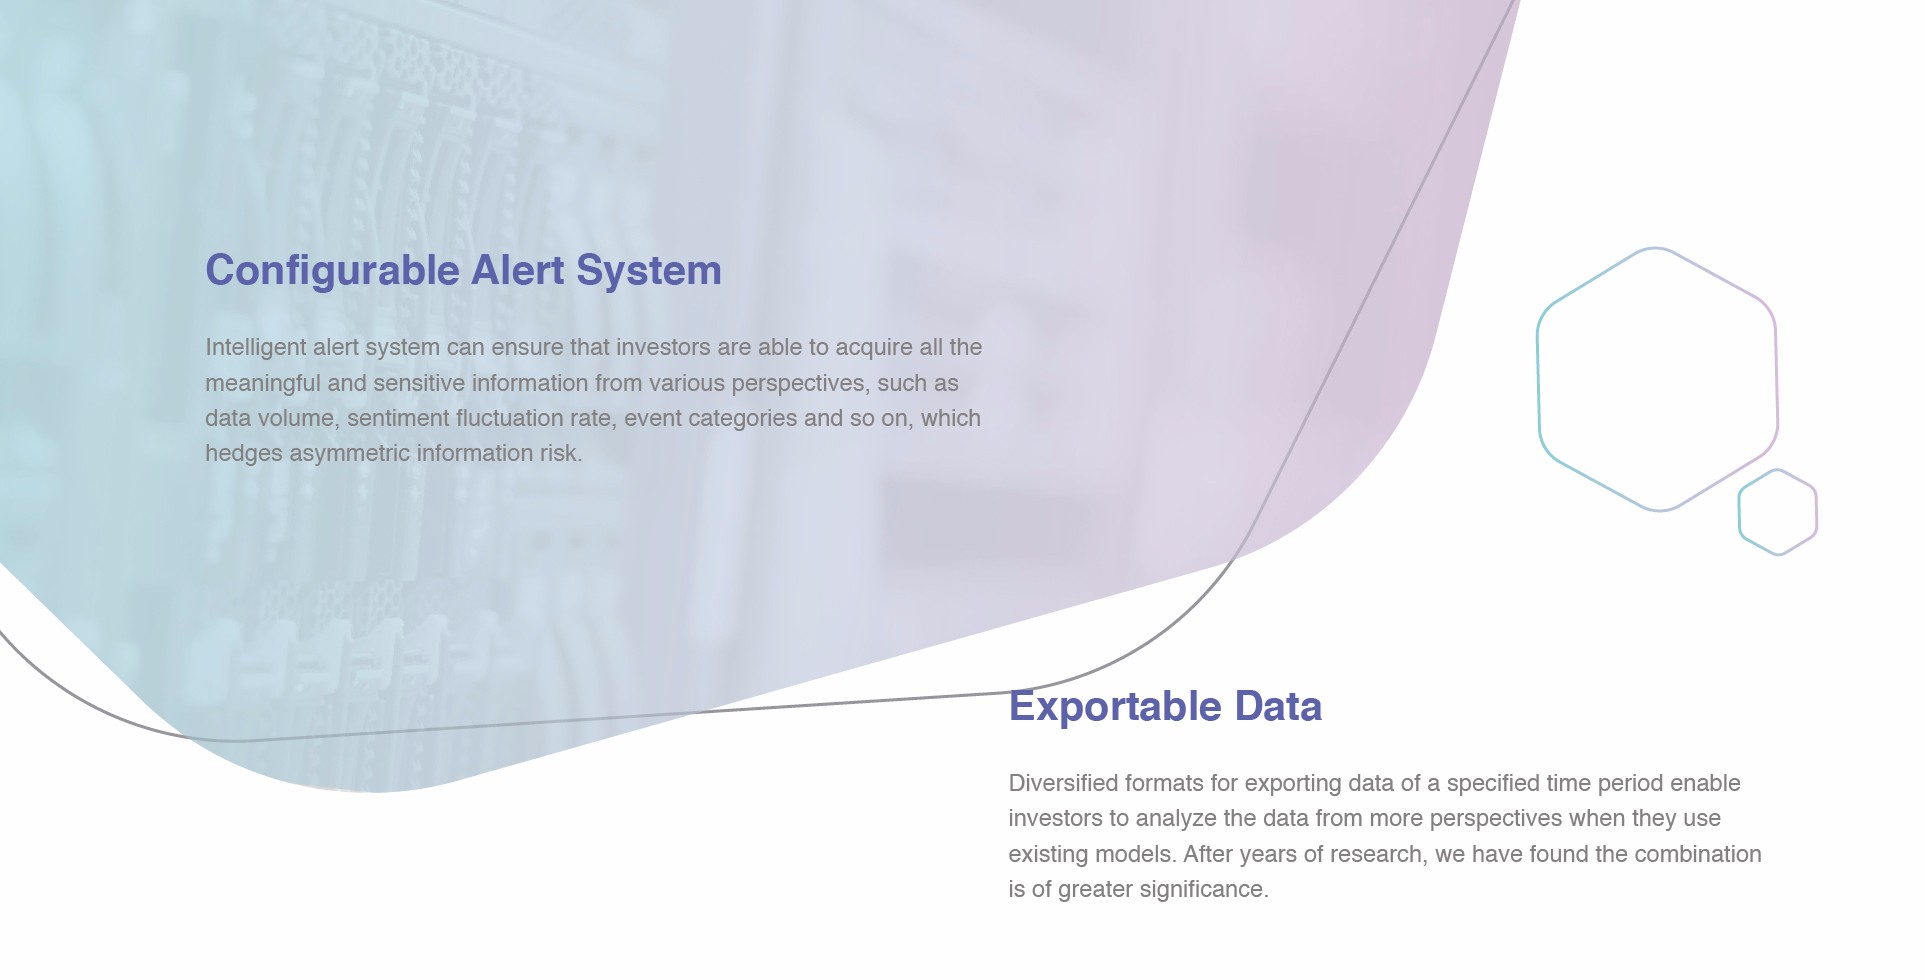 Configurable Alert System
Intelligent alert system can ensure that investors are able to acquire all the
meaningful and sensitive information from various perspectives, such as
data volume, sentiment fluctuation rate, event categories and so on, which
hedges asymmetric information risk.
Exportable Data
Diversified formats for exporting data of a specified time period enable
investors to analyze the data from more perspectives when they use
existing models. After years of research, we have found the combination
is of greater significance.